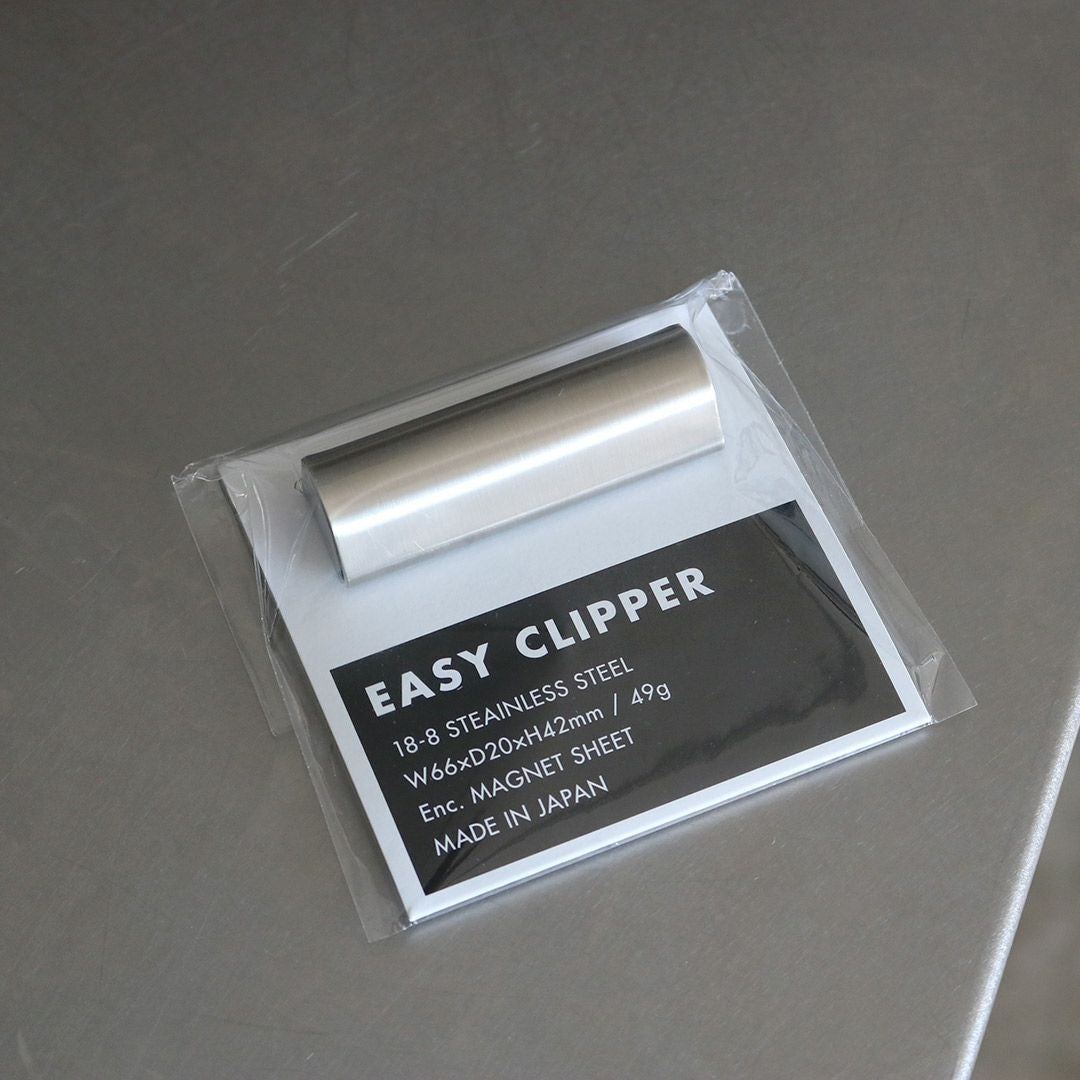 EASY CLIPPER
18-8 STEAINLESS STEEL
W66xD20xH42mm / 49g
Enc. MAGNET SHEET
MADE IN JAPAN